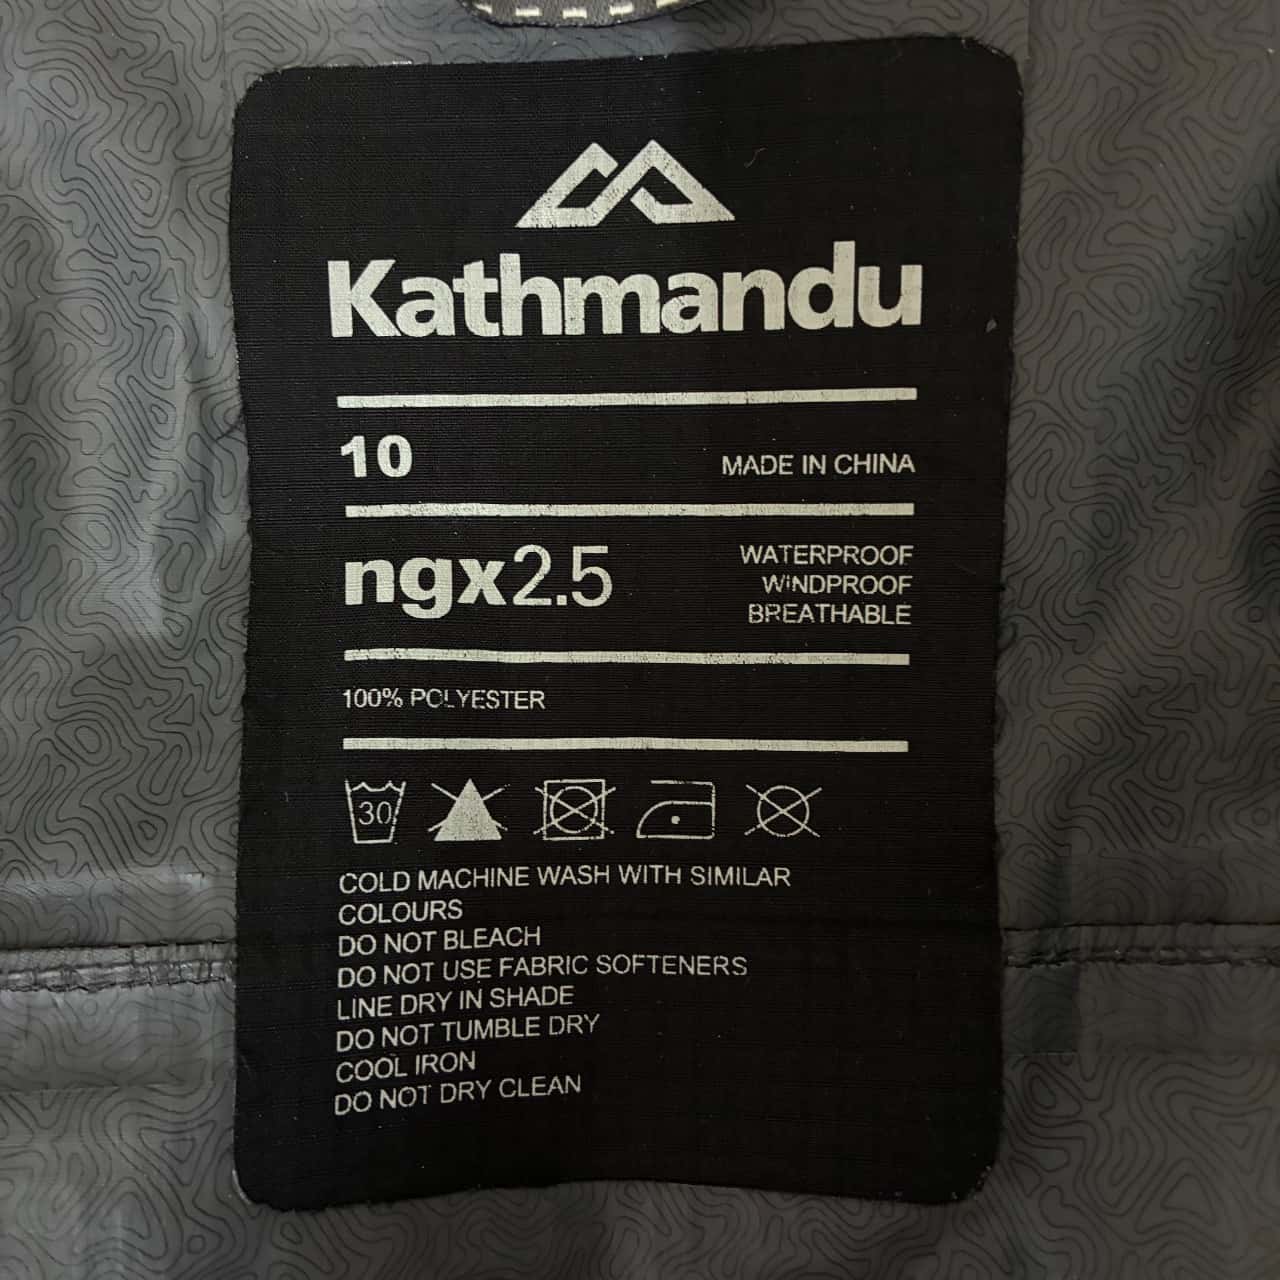 Kathmandu
10
MADE IN CHINA
ngx2.5
WATERPROOF
WINDPROOF
BREATHABLE
100% POLYESTER
30
COLD MACHINE WASH WITH SIMILAR
COLOURS
DO NOT BLEACH
DO NOT USE FABRIC SOFTENERS
LINE DRY IN SHADE
DO NOT TUMBLE DRY
COOL IRON
DO NOT DRY CLEAN